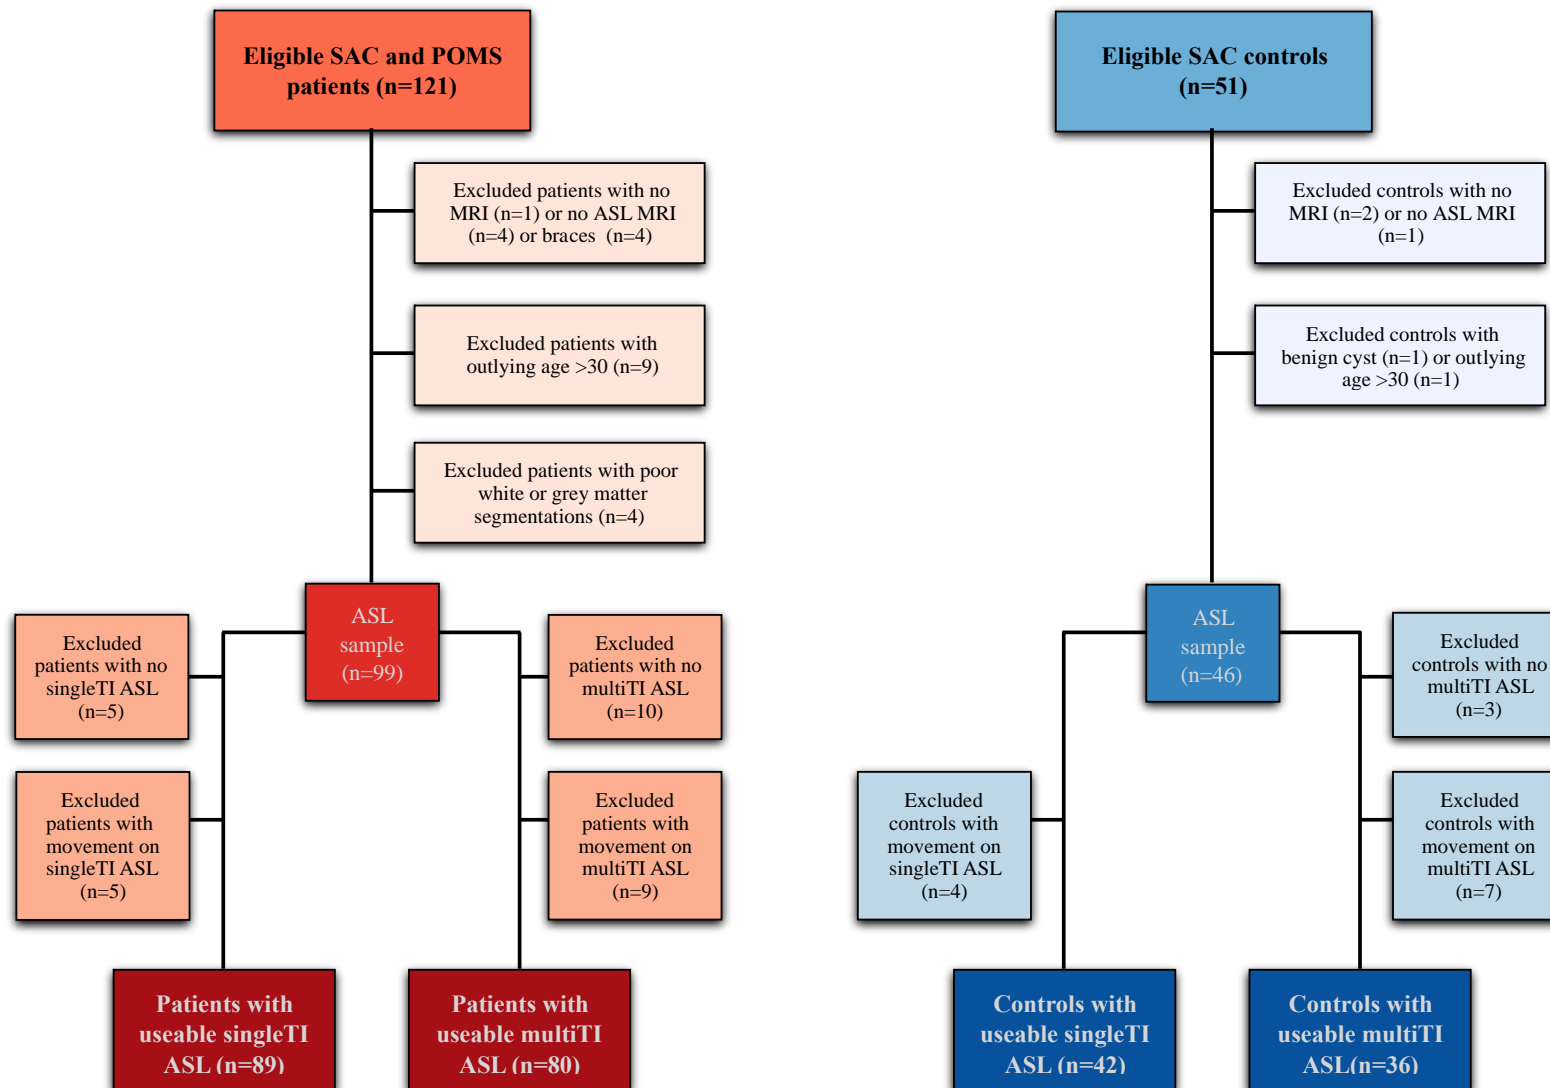 Eligible SAC and POMS
patients (n=121)
Excluded patients with no
MRI (n=1) or no ASL MRI
(n=4) or braces (n=4)
Excluded patients with
outlying age >30 (n=9)
Excluded patients with poor
white or grey matter
segmentations (n=4)
ASL
sample
(n=99)
Excluded
patients with no
singleTI ASL
(n=5)
Excluded
patients with no
multiTI ASL
(n=10)
Excluded
patients with
movement on
singleTI ASL
(n=5)
Excluded
patients with
movement on
multiTI ASL
(n=9)
Patients with
useable singleTI
ASL (n=89)
Patients with
useable multiTI
ASL (n=80)
Eligible SAC controls
(n=51)
Excluded controls with no
MRI (n=2) or no ASL MRI
(n=1)
Excluded controls with
benign cyst (n=1) or outlying
age >30 (n=1)
ASL
sample
(n=46)
Excluded
controls with no
multiTI ASL
(n=3)
Excluded
controls with
movement on
singleTI ASL
(n=4)
Excluded
controls with
movement on
multiTI ASL
(n=7)
Controls with
useable singleTI
ASL (n=42)
Controls with
useable multiTI
ASL(n=36)